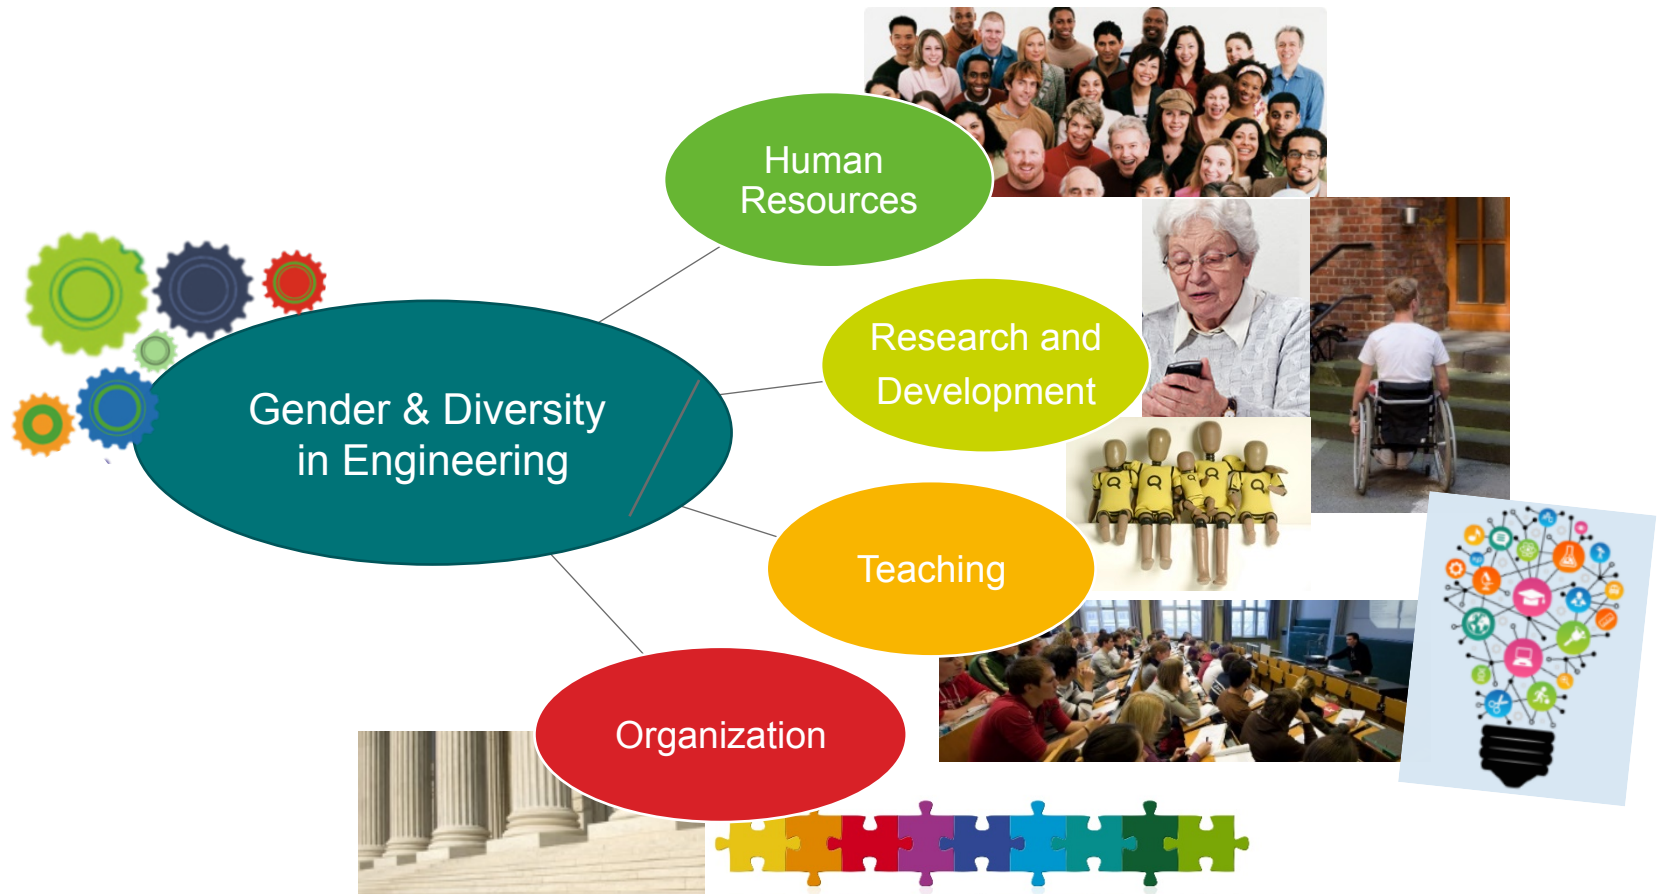 Human
Resources
Research and
Development
Gender & Diversity
in Engineering
Teaching
Organization
Q
Q
Q
Q